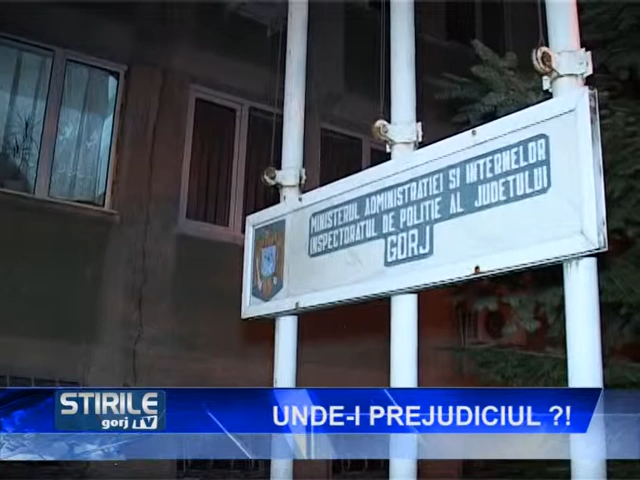 MINISTERUL ADMINISTRATIEI SI INTERNELOR
INSPECTORATUL DE POLITIE AL JUDETULUI
GORJ
STIRILE
gorj TV
UNDE-I PREJUDICIUL ?!